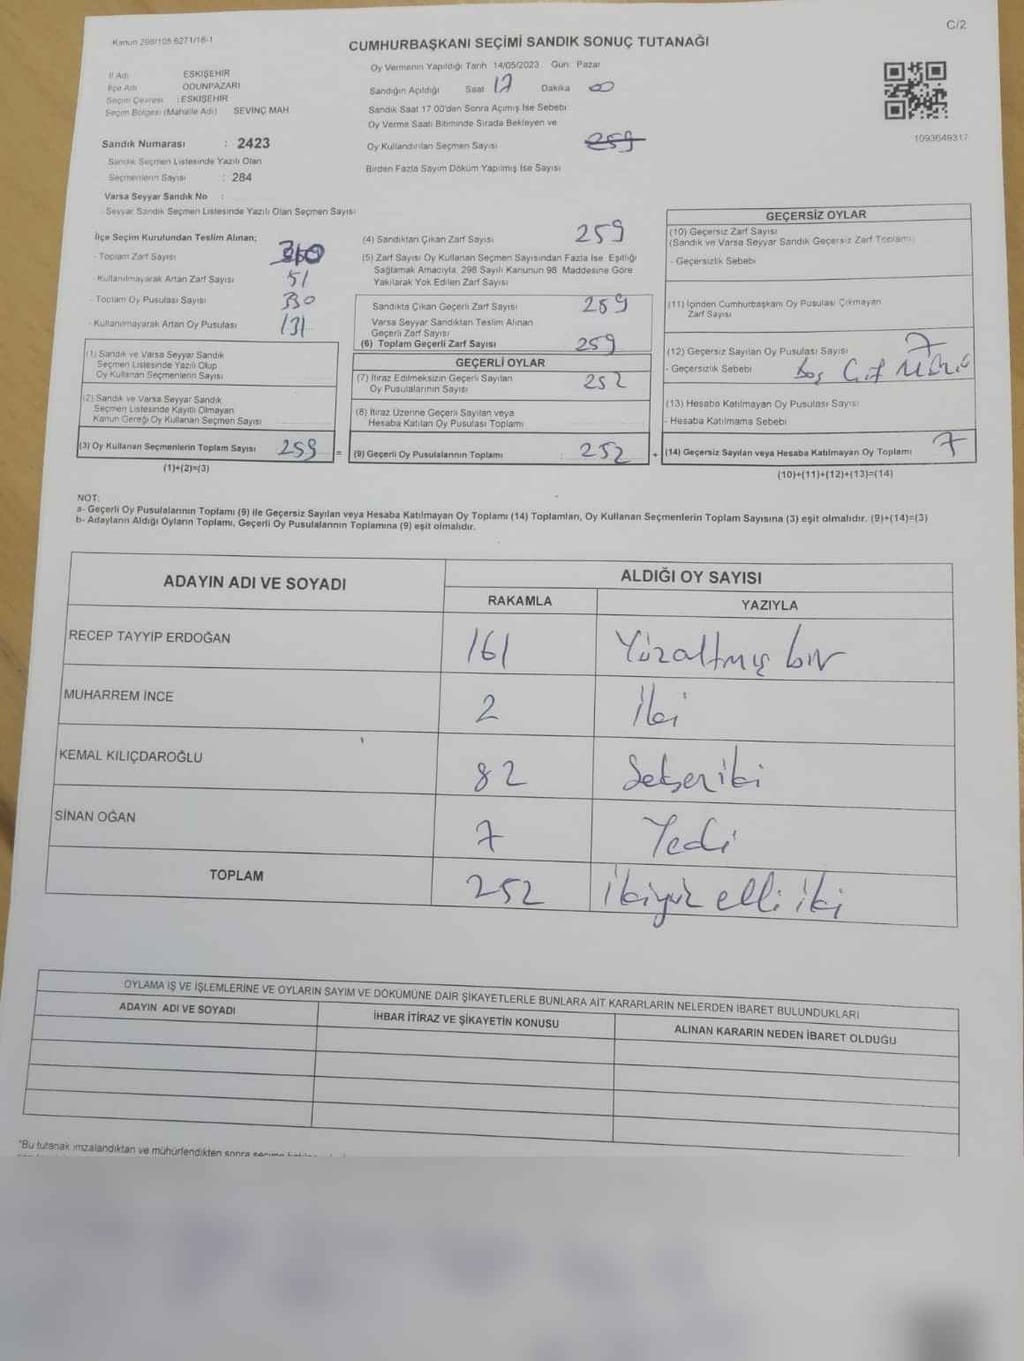 Kanun 298/105 6271/16-1
C/2
CUMHURBAŞKANI SEÇİMİ SANDIK SONUÇ TUTANAĞI
İl Adı ESKİŞEHİR
İlçe Adı ODUNPAZARI
Seçim Çevresi : ESKİŞEHİR
Seçim Bölgesi (Mahalle Adı) SEVİNÇ MAH
Sandık Numarası : 2423
Sandık Seçmen Listesinde Yazılı Olan
Seçmenlerin Sayısı : 284
Varsa Seyyar Sandık No :
- Seyyar Sandık Seçmen Listesinde Yazılı Olan Seçmen Sayısı
Oy Vermenin Yapıldığı Tarih 14/05/2023 Gün: Pazar
Sandığın Açıldığı Saat 17 Dakika 00
Sandık Saat 17 00'den Sonra Açımış İse Sebebi
Oy Verme Saati Bitiminde Sırada Bekleyen ve
Oy Kullandırılan Seçmen Sayısı 259
Birden Fazla Sayım Döküm Yapılmış İse Sayısı
1093649317
İlçe Seçim Kurulundan Teslim Alınan;
- Toplam Zarf Sayısı
- Kullanılmayarak Artan Zarf Sayısı 51
- Toplam Oy Pusulası Sayısı
- Kullanılmayarak Artan Oy Pusulası 131
(1) Sandık ve Varsa Seyyar Sandık
Seçmen Listesinde Yazılı Olup
Oy Kullanan Seçmenlerin Sayısı
(2) Sandık ve Varsa Seyyar Sandık
Seçmen Listesinde Kayıtlı Olmayan
Kanun Gereği Oy Kullanan Seçmen Sayısı
(3) Oy Kullanan Seçmenlerin Toplam Sayısı 259 =
(1)+(2)=(3)
(4) Sandıktan Çıkan Zarf Sayısı 259
(5) Zarf Sayısı Oy Kullanan Seçmen Sayısından Fazla İse Eşitliği
Sağlamak Amacıyla, 298 Sayılı Kanunun 98. Maddesine Göre
Yakılarak Yok Edilen Zarf Sayısı
Sandıkta Çıkan Geçerli Zarf Sayısı 259
Varsa Seyyar Sandıktan Teslim Alınan
Geçerli Zarf Sayısı
(6) Toplam Geçerli Zarf Sayısı 259
GEÇERLİ OYLAR
(7) İtiraz Edilmeksizin Geçerli Sayılan
Oy Pusulalarının Sayısı 252
(8) İtiraz Üzerine Geçerli Sayılan veya
Hesaba Katılan Oy Pusulası Toplamı
(9) Geçerli Oy Pusulalarının Toplamı : 252 +
GEÇERSİZ OYLAR
(10) Geçersiz Zarf Sayısı
(Sandık ve Varsa Seyyar Sandık Geçersiz Zarf Toplamı)
- Geçersizlik Sebebi
(11) İçinden Cumhurbaşkanı Oy Pusulası Çıkmayan
Zarf Sayısı
(12) Geçersiz Sayılan Oy Pusulası Sayısı 7
- Geçersizlik Sebebi Boş Çift Mühür
(13) Hesaba Katılmayan Oy Pusulası Sayısı
- Hesaba Katılmama Sebebi
(14) Geçersiz Sayılan veya Hesaba Katılmayan Oy Toplamı 7
(10)+(11)+(12)+(13)=(14)
NOT:
a- Geçerli Oy Pusulalarının Toplamı (9) ile Geçersiz Sayılan veya Hesaba Katılmayan Oy Toplamı (14) Toplamları, Oy Kullanan Seçmenlerin Toplam Sayısına (3) eşit olmalıdır. (9)+(14)=(3)
b- Adayların Aldığı Oyların Toplamı, Geçerli Oy Pusulalarının Toplamına (9) eşit olmalıdır.
ADAYIN ADI VE SOYADI
ALDIĞI OY SAYISI
RAKAMLA YAZIYLA
RECEP TAYYİP ERDOĞAN 161 Yüzaltmış bir
MUHARREM İNCE 2 İki
KEMAL KILIÇDAROĞLU 82 Seksen iki
SİNAN OĞAN 7 Yedi
TOPLAM 252 İkiyüz elli iki
OYLAMA İŞ VE İŞLEMLERİNE VE OYLARIN SAYIM VE DÖKÜMÜNE DAİR ŞİKAYETLERLE BUNLARA AİT KARARLARIN NELERDEN İBARET BULUNDUKLARI
ADAYIN ADI VE SOYADI İHBAR İTİRAZ VE ŞİKAYETİN KONUSU ALINAN KARARIN NEDEN İBARET OLDUĞU
"Bu tutanak imzalandıktan ve mühürlendikten sonra